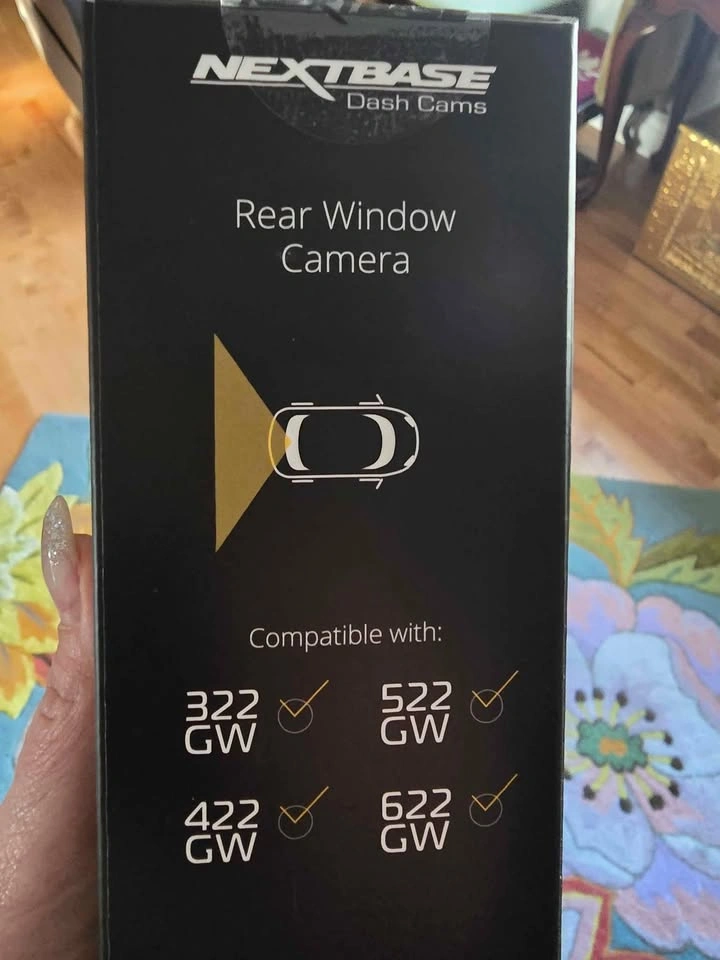 NEXTBASE
Dash Cams
Rear Window
Camera
Compatible with:
322
GW
522
GW
422
GW
622
GW